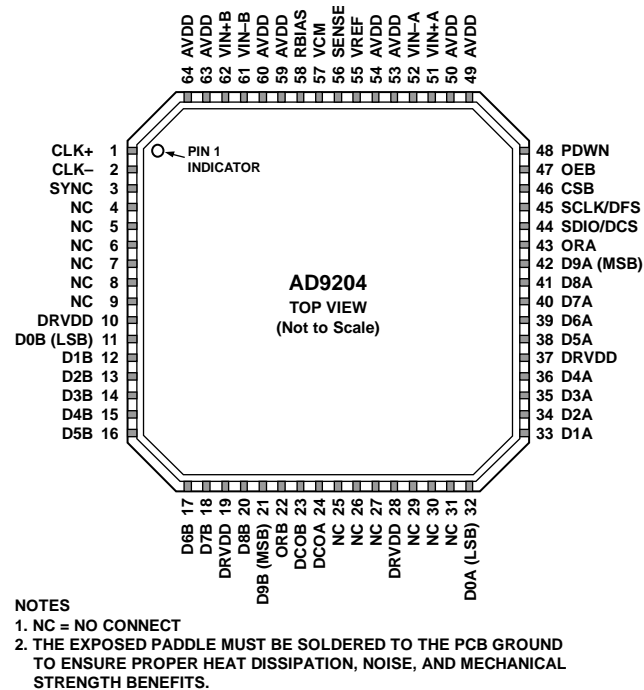 64 AVDD
63 AVDD
62 VIN+B
61 VIN–B
60 AVDD
59 AVDD
58 RBIAS
57 VCM
56 SENSE
55 VREF
54 AVDD
53 AVDD
52 VIN–A
51 VIN+A
50 AVDD
49 AVDD
CLK+ 1
CLK– 2
SYNC 3
NC 4
NC 5
NC 6
NC 7
NC 8
NC 9
DRVDD 10
D0B (LSB) 11
D1B 12
D2B 13
D3B 14
D4B 15
D5B 16
PIN 1
INDICATOR
AD9204
TOP VIEW
(Not to Scale)
48 PDWN
47 OEB
46 CSB
45 SCLK/DFS
44 SDIO/DCS
43 ORA
42 D9A (MSB)
41 D8A
40 D7A
39 D6A
38 D5A
37 DRVDD
36 D4A
35 D3A
34 D2A
33 D1A
D6B 17
D7B 18
DRVDD 19
D8B 20
D9B (MSB) 21
ORB 22
DCOB 23
DCOA 24
NC 25
NC 26
NC 27
DRVDD 28
NC 29
NC 30
NC 31
D0A (LSB) 32
NOTES
1. NC = NO CONNECT
2. THE EXPOSED PADDLE MUST BE SOLDERED TO THE PCB GROUND
TO ENSURE PROPER HEAT DISSIPATION, NOISE, AND MECHANICAL
STRENGTH BENEFITS.